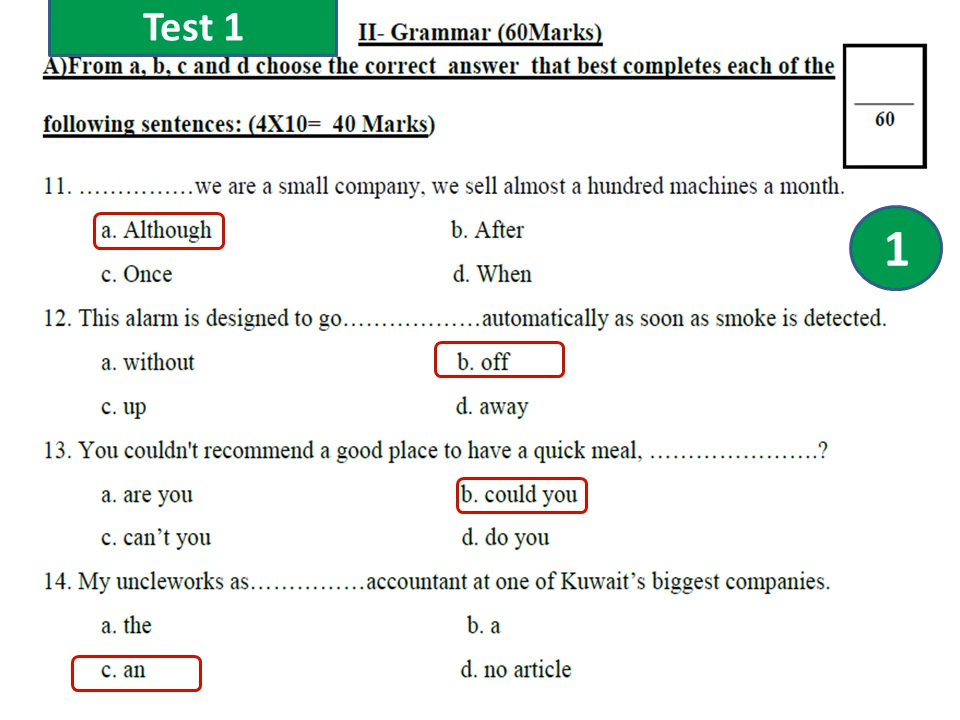 Test 1
II- Grammar (60Marks)
A)From a, b, c and d choose the correct answer that best completes each of the
following sentences: (4X10= 40 Marks)
60
11. ……………we are a small company, we sell almost a hundred machines a month.
a. Although b. After
1
c. Once d. When
12. This alarm is designed to go………………automatically as soon as smoke is detected.
a. without b. off
c. up d. away
13. You couldn't recommend a good place to have a quick meal, ………………….?
a. are you b. could you
c. can’t you d. do you
14. My uncleworks as……………accountant at one of Kuwait’s biggest companies.
a. the b. a
c. an d. no article